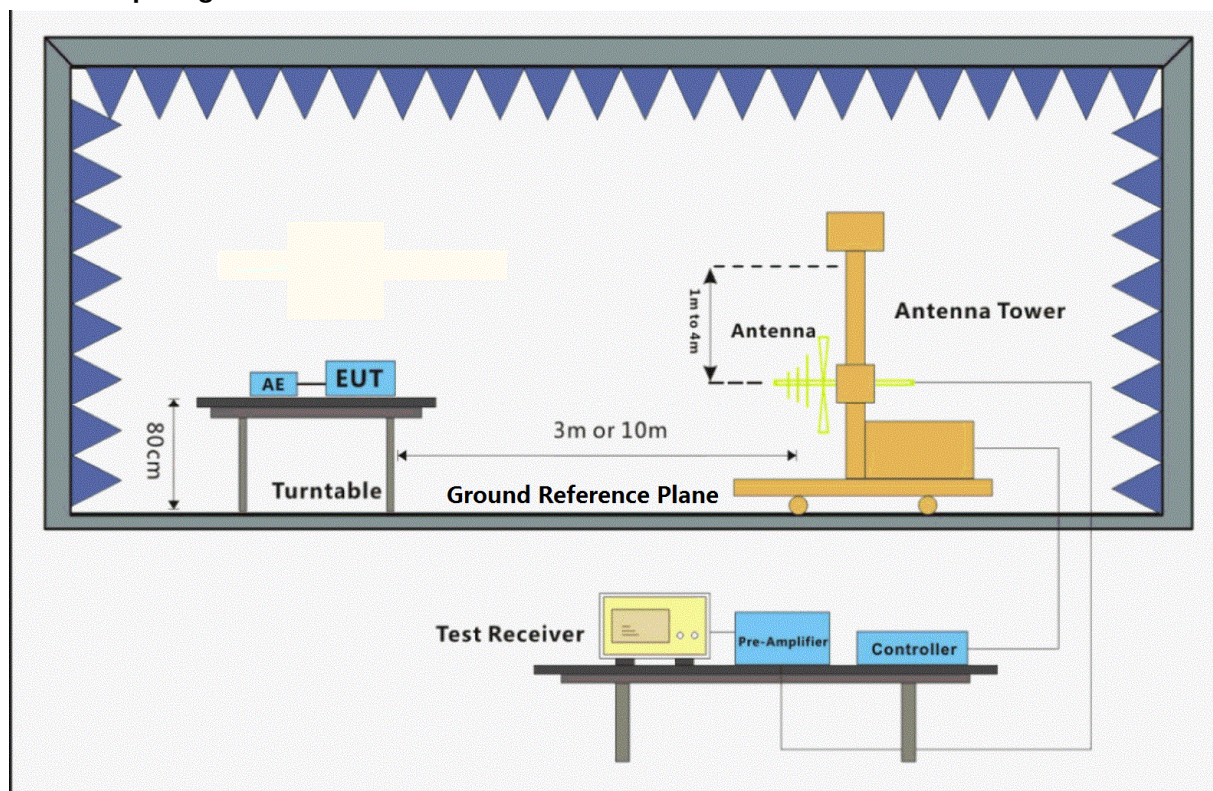 1m to 4m
Antenna
Antenna Tower
AE
EUT
80cm
3m or 10m
Turntable
Ground Reference Plane
Test Receiver
Pre-Amplifier
Controller